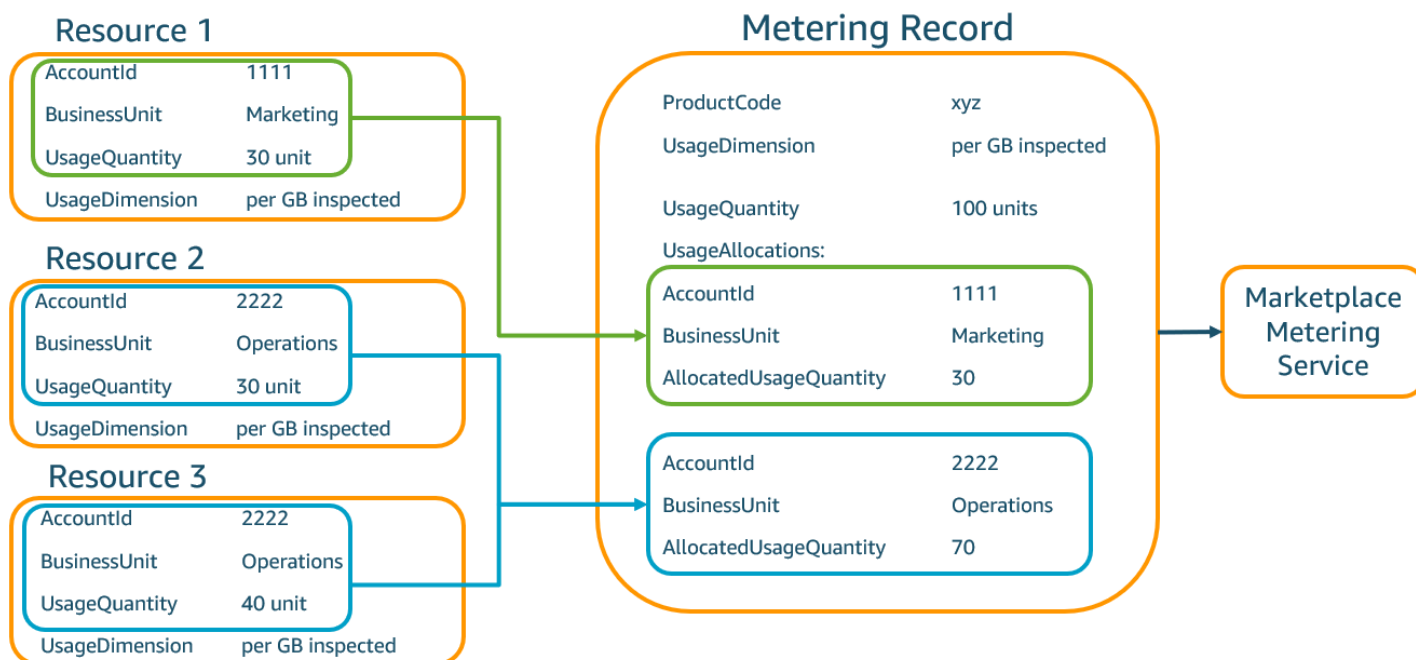 Resource 1
AccountId 1111
BusinessUnit Marketing
UsageQuantity 30 unit
UsageDimension per GB inspected
Resource 2
AccountId 2222
BusinessUnit Operations
UsageQuantity 30 unit
UsageDimension per GB inspected
Resource 3
AccountId 2222
BusinessUnit Operations
UsageQuantity 40 unit
UsageDimension per GB inspected
Metering Record
ProductCode xyz
UsageDimension per GB inspected
UsageQuantity 100 units
UsageAllocations:
AccountId 1111
BusinessUnit Marketing
AllocatedUsageQuantity 30
AccountId 2222
BusinessUnit Operations
AllocatedUsageQuantity 70
Marketplace
Metering
Service